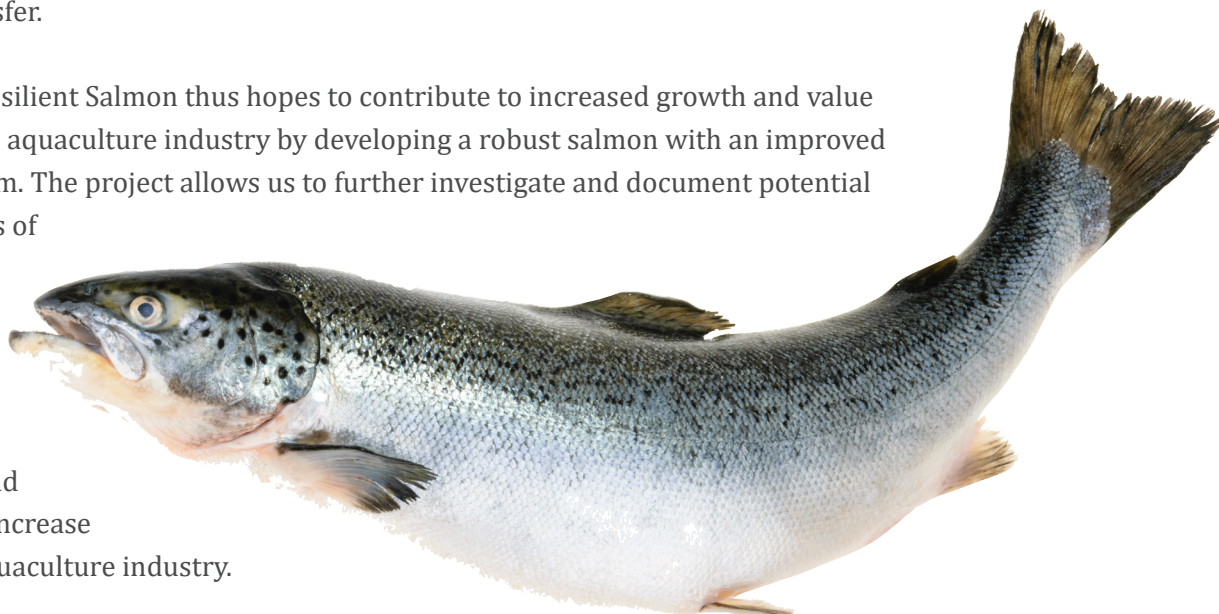 sfer.
silient Salmon thus hopes to contribute to increased growth and value
aquaculture industry by developing a robust salmon with an improved
m. The project allows us to further investigate and document potential
s of
d
ncrease
uaculture industry.